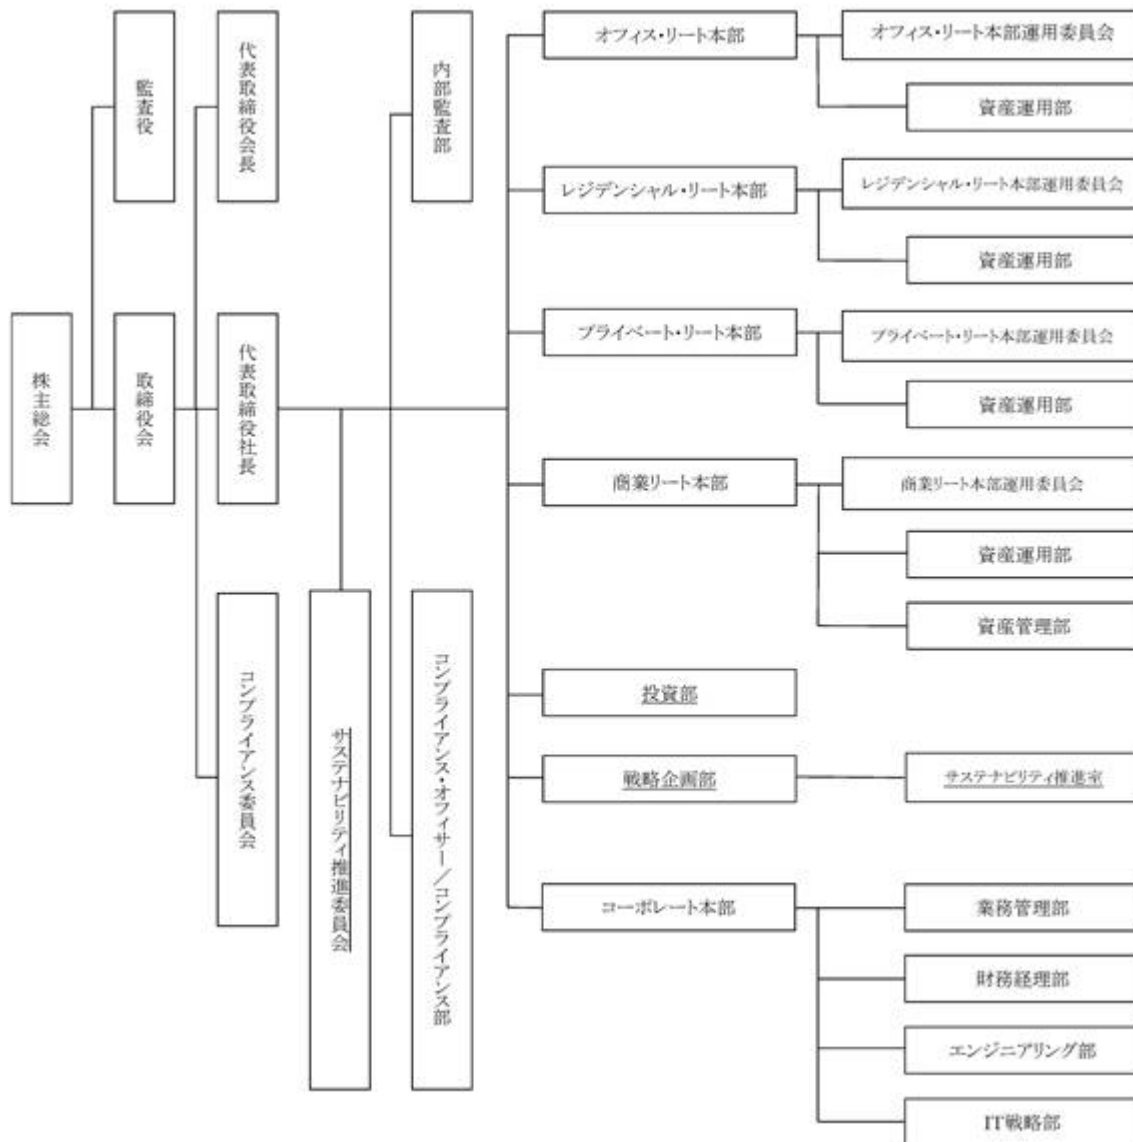 株主総会
監査役
取締役会
代表取締役会長
代表取締役社長
コンプライアンス委員会
サステナビリティ推進委員会
内部監査部
コンプライアンス・オフィサー／コンプライアンス部
オフィス・リート本部
オフィス・リート本部運用委員会
資産運用部
レジデンシャル・リート本部
レジデンシャル・リート本部運用委員会
資産運用部
プライベート・リート本部
プライベート・リート本部運用委員会
資産運用部
商業リート本部
商業リート本部運用委員会
資産運用部
資産管理部
投資部
戦略企画部
サステナビリティ推進室
コーポレート本部
業務管理部
財務経理部
エンジニアリング部
IT戦略部